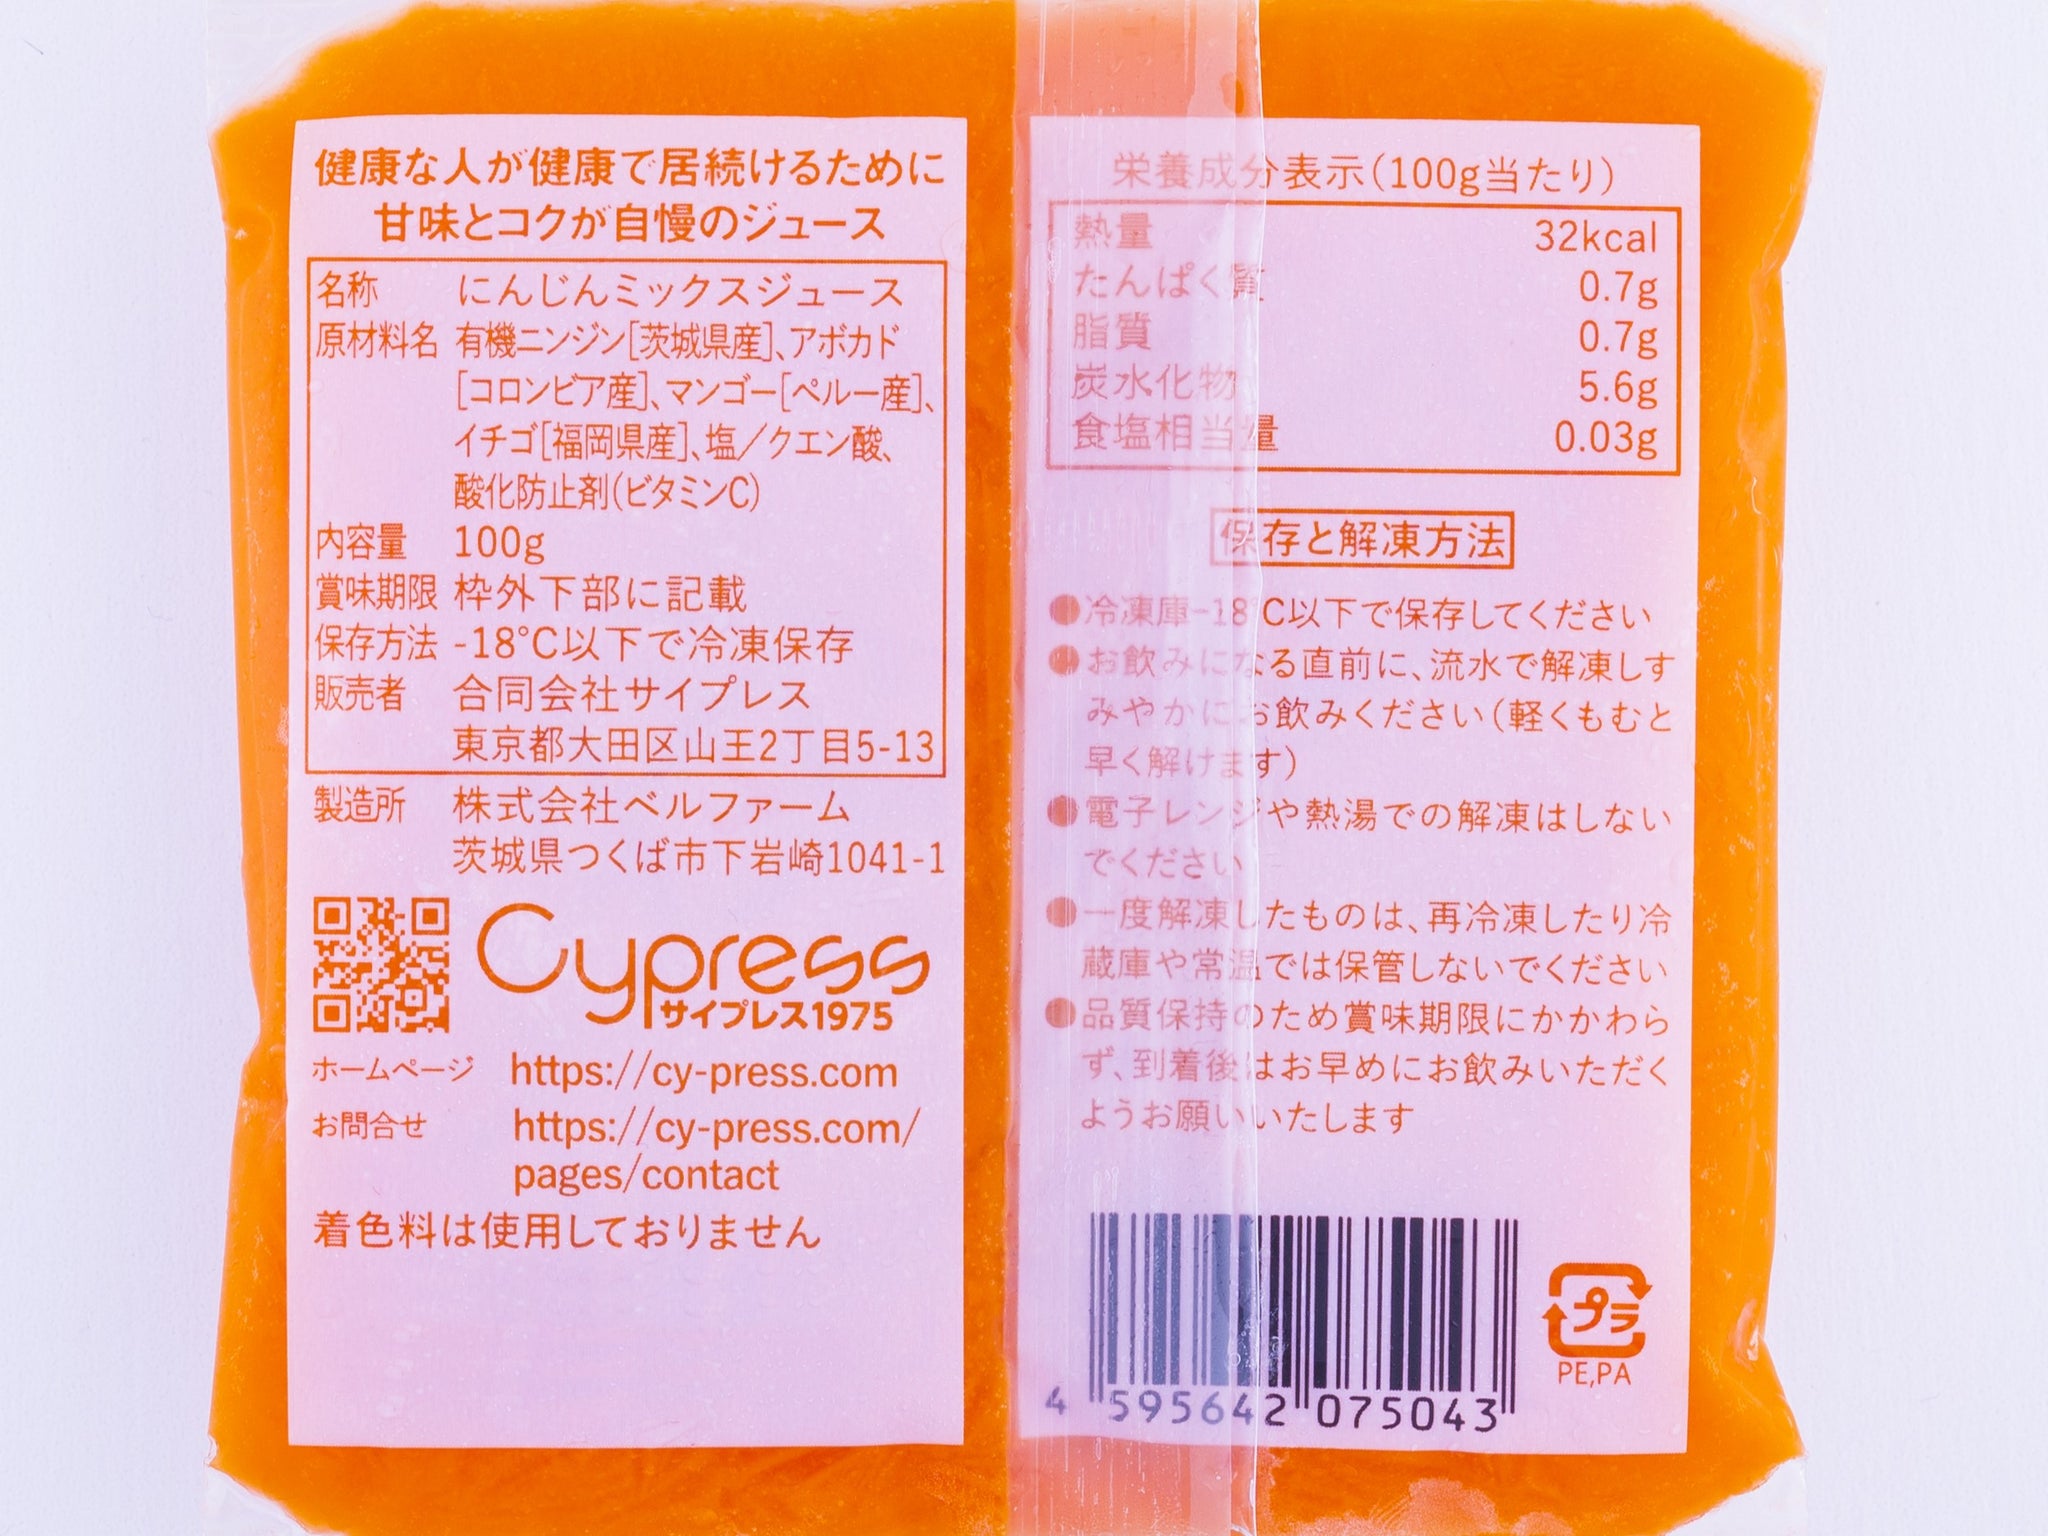 健康な人が健康で居続けるために
甘味とコクが自慢のジュース
名称 にんじんミックスジュース
原材料名 有機ニンジン[茨城県産]、アボカド
[コロンビア産]、マンゴー[ペルー産]、
イチゴ[福岡県産]、塩／クエン酸、
酸化防止剤(ビタミンC)
内容量 100g
賞味期限 枠外下部に記載
保存方法 -18℃以下で冷凍保存
販売者 合同会社サイプレス
東京都大田区山王2丁目5-13
製造所 株式会社ベルファーム
茨城県つくば市下岩崎1041-1
Cypress
サイプレス1975
ホームページ https://cy-press.com
お問合せ https://cy-press.com/
pages/contact
着色料は使用しておりません
栄養成分表示(100g当たり)
熱量 32kcal
たんぱく質 0.7g
脂質 0.7g
炭水化物 5.6g
食塩相当量 0.03g
保存と解凍方法
●冷凍庫-18℃以下で保存してください
●お飲みになる直前に、流水で解凍しす
みやかにお飲みください(軽くもむと
早く解けます)
●電子レンジや熱湯での解凍はしない
でください
●一度解凍したものは、再冷凍したり冷
蔵庫や常温では保管しないでください
●品質保持のため賞味期限にかかわら
ず、到着後はお早めにお飲みいただく
ようお願いいたします
4 595642 075043
プラ
PE,PA